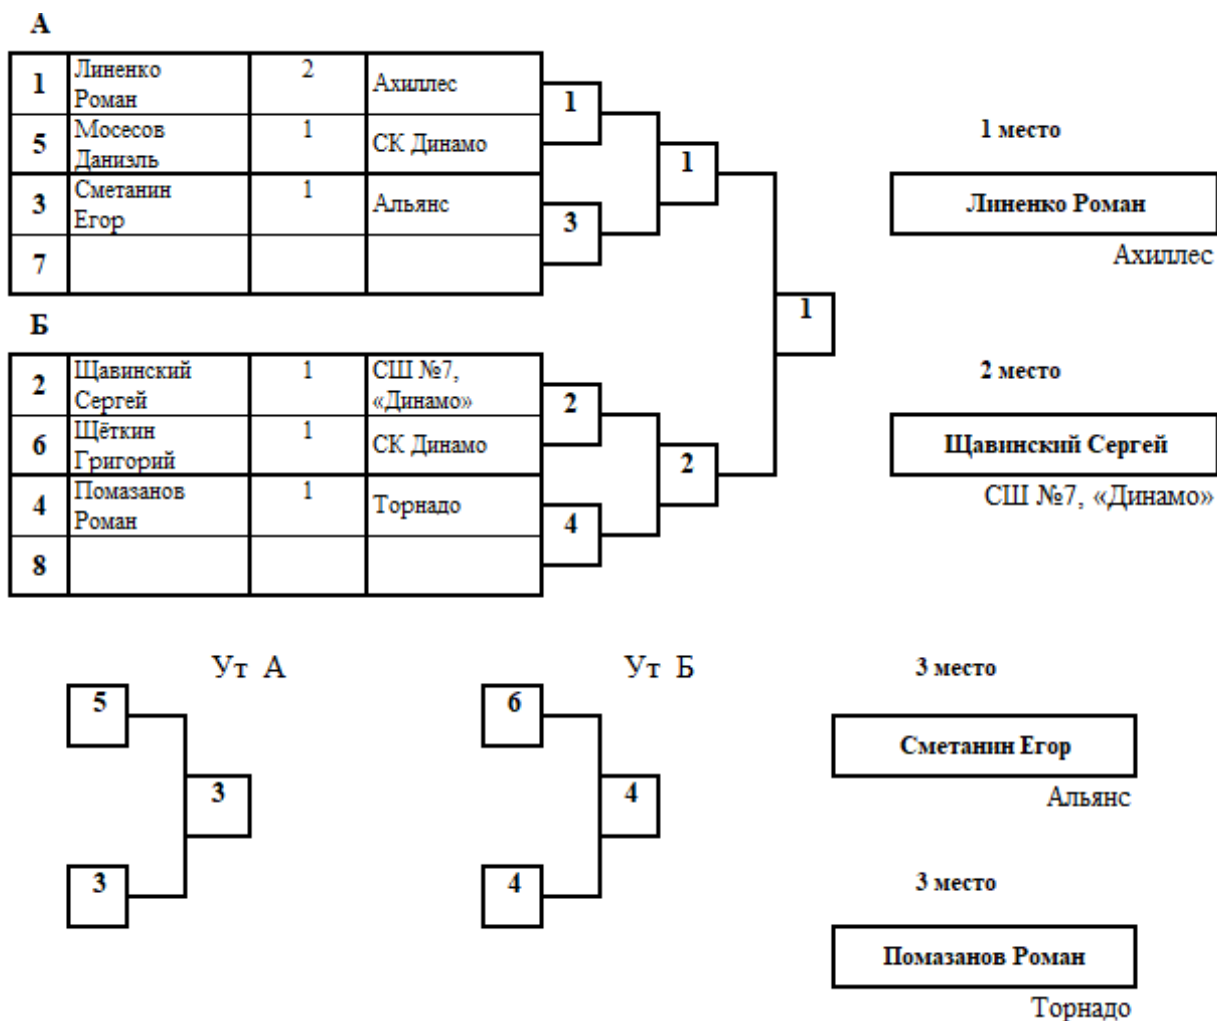 А
1 Линенко Роман 2 Ахиллес
5 Мосесов Даниэль 1 СК Динамо
3 Сметанин Егор 1 Альянс
7
1
3
1
1
Б
2 Щавинский Сергей 1 СШ №7, «Динамо»
6 Щёткин Григорий 1 СК Динамо
4 Помазанов Роман 1 Торнадо
8
2
4
2
1 место
Линенко Роман
Ахиллес
2 место
Щавинский Сергей
СШ №7, «Динамо»
Ут А
5
3
3
Ут Б
6
4
4
3 место
Сметанин Егор
Альянс
3 место
Помазанов Роман
Торнадо